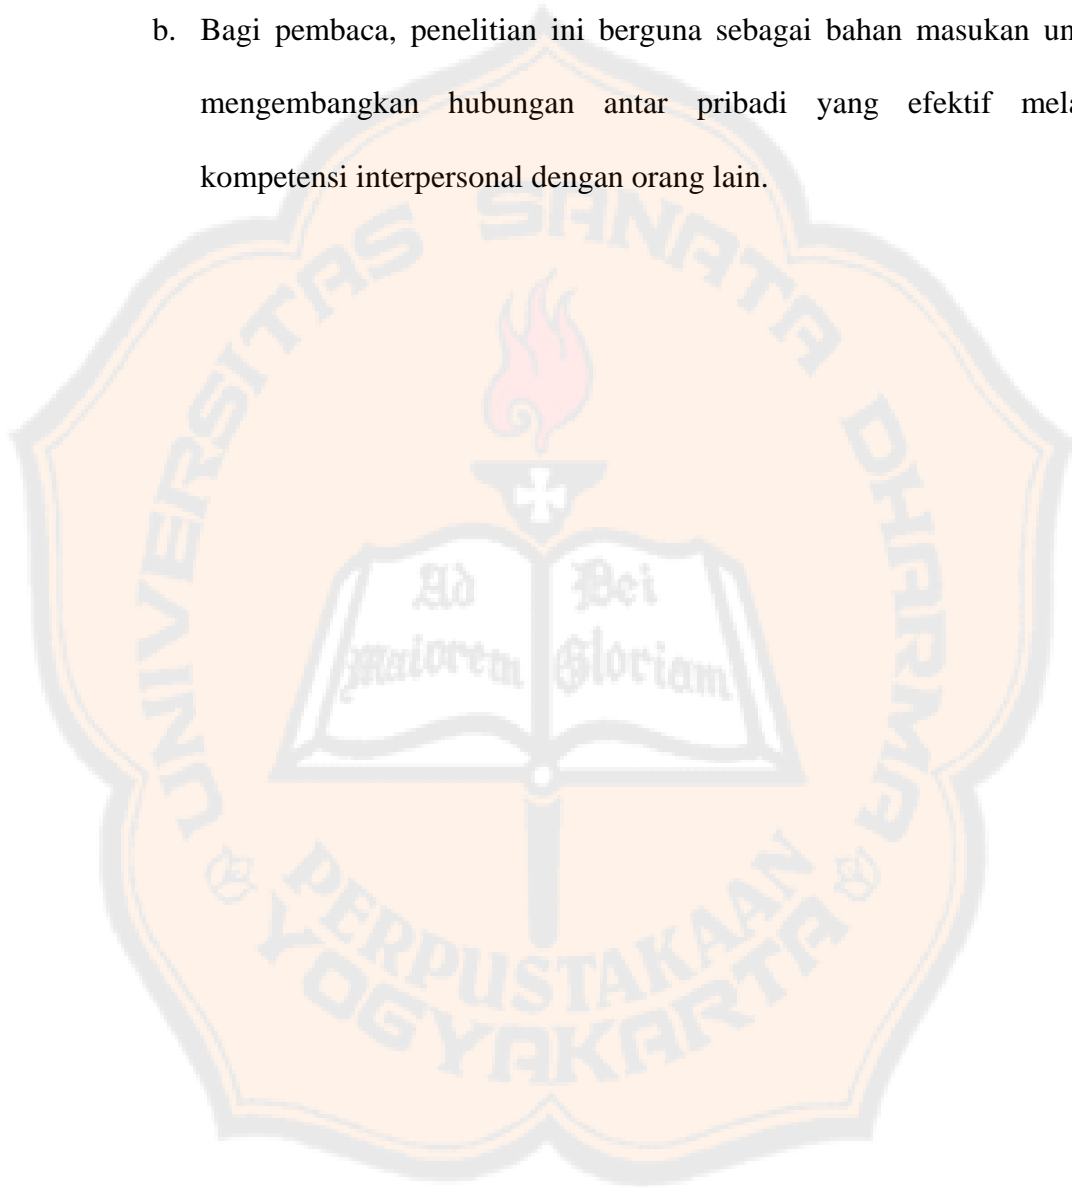 b. Bagi pembaca, penelitian ini berguna sebagai bahan masukan un
mengembangkan hubungan antar pribadi yang efektif mela
kompetensi interpersonal dengan orang lain.
UNIVERSITAS SANATA DHARMA
Ad Dei
Maiorem Gloriam
PERPUSTAKAAN
YOGYAKARTA